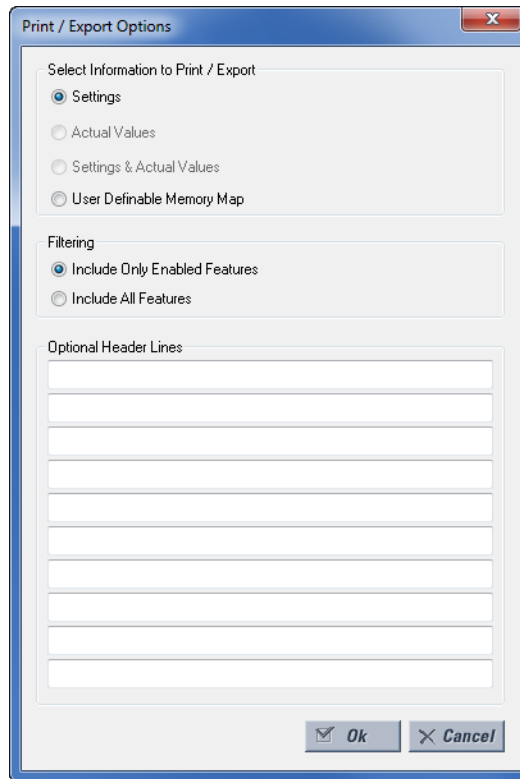 Print / Export Options
Select Information to Print / Export
Settings
Actual Values
Settings & Actual Values
User Definable Memory Map
Filtering
Include Only Enabled Features
Include All Features
Optional Header Lines
Ok
Cancel